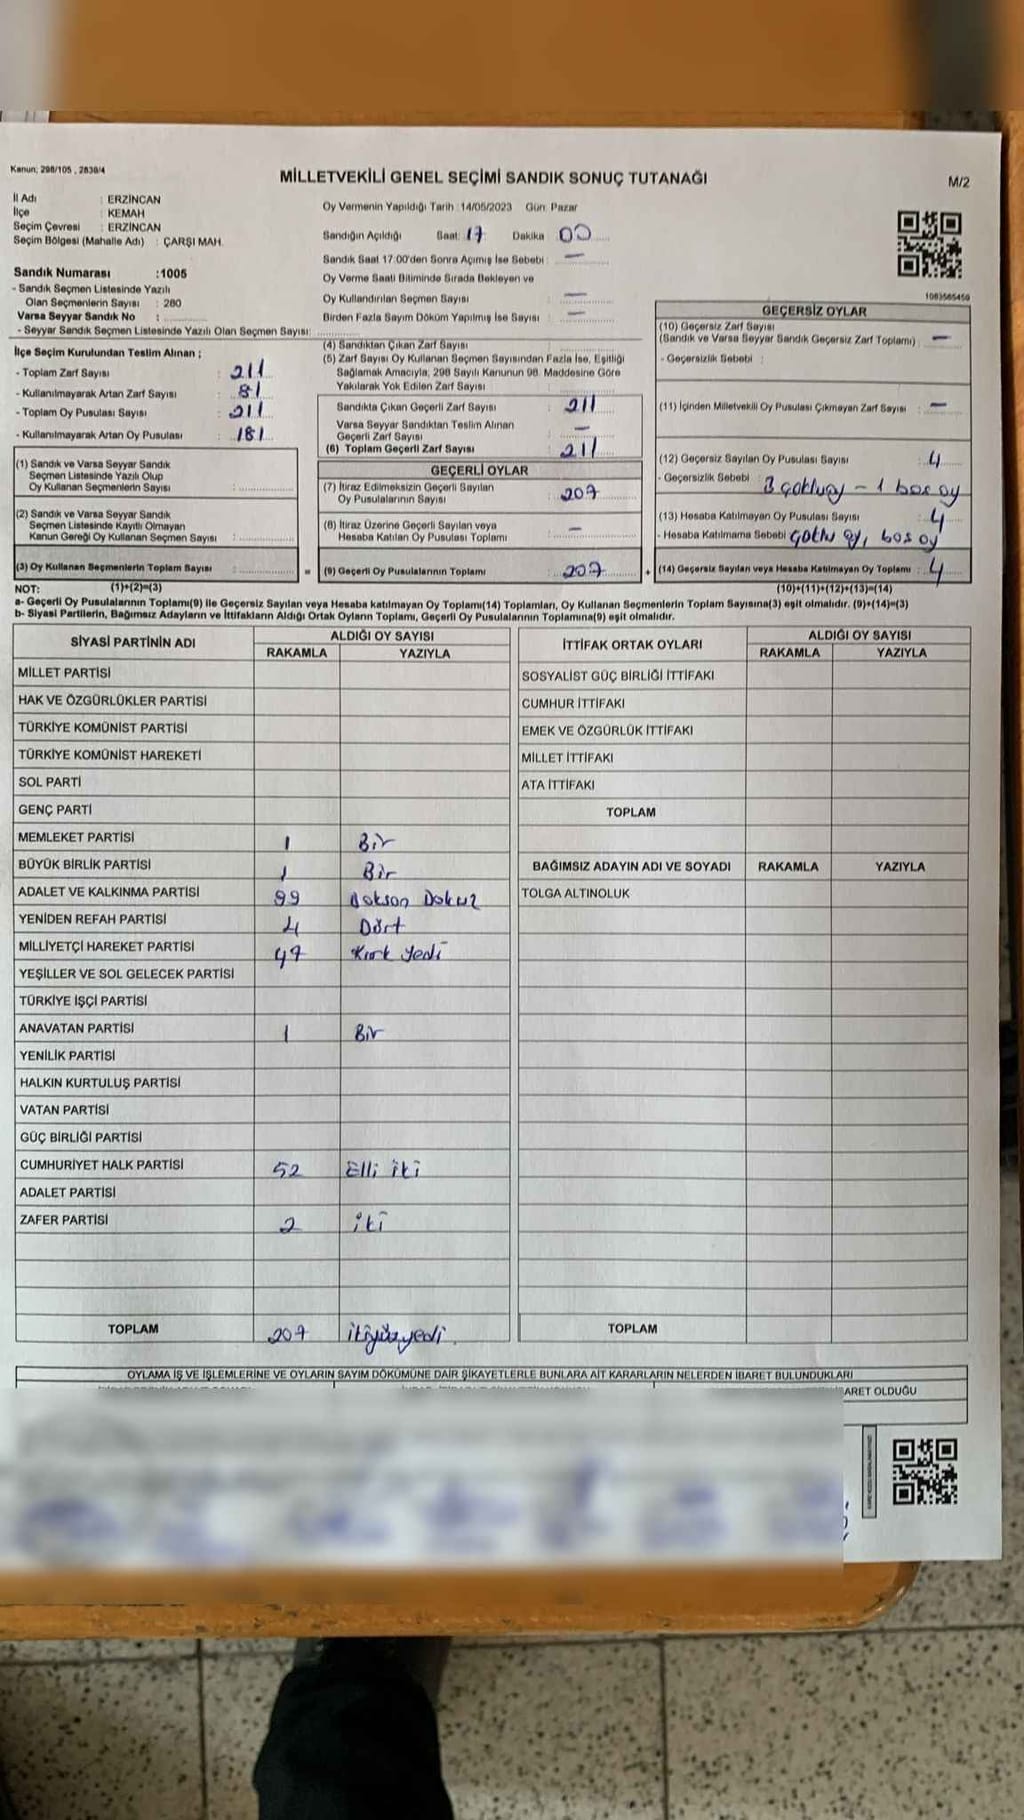 Kanun: 298/105 , 2839/4
MİLLETVEKİLİ GENEL SEÇİMİ SANDIK SONUÇ TUTANAĞI
M/2
İl Adı : ERZİNCAN
İlçe : KEMAH
Seçim Çevresi : ERZİNCAN
Seçim Bölgesi (Mahalle Adı) : ÇARŞI MAH.
Sandık Numarası :1005
- Sandık Seçmen Listesinde Yazılı
Olan Seçmenlerin Sayısı : 280
Varsa Seyyar Sandık No :
- Seyyar Sandık Seçmen Listesinde Yazılı Olan Seçmen Sayısı:
Oy Vermenin Yapıldığı Tarih :14/05/2023 Gün: Pazar
Sandığın Açıldığı Saat: 17 Dakika 00
Sandık Saat 17:00'den Sonra Açımış İse Sebebi : —
Oy Verme Saati Bitiminde Sırada Bekleyen ve
Oy Kullandırılan Seçmen Sayısı : —
Birden Fazla Sayım Döküm Yapılmış İse Sayısı : —
1083565459
İlçe Seçim Kurulundan Teslim Alınan ;
- Toplam Zarf Sayısı : 211
- Kullanılmayarak Artan Zarf Sayısı : 81
- Toplam Oy Pusulası Sayısı : 211
- Kullanılmayarak Artan Oy Pusulası : 181
(1) Sandık ve Varsa Seyyar Sandık
Seçmen Listesinde Yazılı Olup
Oy Kullanan Seçmenlerin Sayısı :
(2) Sandık ve Varsa Seyyar Sandık
Seçmen Listesinde Kayıtlı Olmayan
Kanun Gereği Oy Kullanan Seçmen Sayısı :
(3) Oy Kullanan Seçmenlerin Toplam Sayısı : =
(4) Sandıktan Çıkan Zarf Sayısı :
(5) Zarf Sayısı Oy Kullanan Seçmen Sayısından Fazla İse, Eşitliği
Sağlamak Amacıyla, 298 Sayılı Kanunun 98. Maddesine Göre
Yakılarak Yok Edilen Zarf Sayısı :
Sandıkta Çıkan Geçerli Zarf Sayısı : 211
Varsa Seyyar Sandıktan Teslim Alınan
Geçerli Zarf Sayısı : —
(6) Toplam Geçerli Zarf Sayısı : 211
GEÇERLİ OYLAR
(7) İtiraz Edilmeksizin Geçerli Sayılan
Oy Pusulalarının Sayısı : 207
(8) İtiraz Üzerine Geçerli Sayılan veya
Hesaba Katılan Oy Pusulası Toplamı : —
(9) Geçerli Oy Pusulalarının Toplamı : 207 +
GEÇERSİZ OYLAR
(10) Geçersiz Zarf Sayısı
(Sandık ve Varsa Seyyar Sandık Geçersiz Zarf Toplamı) : —
- Geçersizlik Sebebi :
(11) İçinden Milletvekili Oy Pusulası Çıkmayan Zarf Sayısı : —
(12) Geçersiz Sayılan Oy Pusulası Sayısı : 4
- Geçersizlik Sebebi : 3 çokluoy — 1 bos oy
(13) Hesaba Katılmayan Oy Pusulası Sayısı : 4
- Hesaba Katılmama Sebebi : çoklu oy, bos oy
(14) Geçersiz Sayılan veya Hesaba Katılmayan Oy Toplamı : 4
NOT: (1)+(2)=(3) (10)+(11)+(12)+(13)=(14)
a- Geçerli Oy Pusulalarının Toplamı(9) ile Geçersiz Sayılan veya Hesaba katılmayan Oy Toplamı(14) Toplamları, Oy Kullanan Seçmenlerin Toplam Sayısına(3) eşit olmalıdır. (9)+(14)=(3)
b- Siyasi Partilerin, Bağımsız Adayların ve İttifakların Aldığı Ortak Oyların Toplamı, Geçerli Oy Pusulalarının Toplamına(9) eşit olmalıdır.
SİYASİ PARTİNİN ADI ALDIĞI OY SAYISI
RAKAMLA YAZIYLA
MİLLET PARTİSİ
HAK VE ÖZGÜRLÜKLER PARTİSİ
TÜRKİYE KOMÜNİST PARTİSİ
TÜRKİYE KOMÜNİST HAREKETİ
SOL PARTİ
GENÇ PARTİ
MEMLEKET PARTİSİ 1 Bir
BÜYÜK BİRLİK PARTİSİ 1 Bir
ADALET VE KALKINMA PARTİSİ 99 Dokson Dokuz
YENİDEN REFAH PARTİSİ 4 Dört
MİLLİYETÇİ HAREKET PARTİSİ 47 Kırk yedi
YEŞİLLER VE SOL GELECEK PARTİSİ
TÜRKİYE İŞÇİ PARTİSİ
ANAVATAN PARTİSİ 1 Bir
YENİLİK PARTİSİ
HALKIN KURTULUŞ PARTİSİ
VATAN PARTİSİ
GÜÇ BİRLİĞİ PARTİSİ
CUMHURİYET HALK PARTİSİ 52 Elli iki
ADALET PARTİSİ
ZAFER PARTİSİ 2 iki
TOPLAM 207 ikiyüzyedi.
İTTİFAK ORTAK OYLARI ALDIĞI OY SAYISI
RAKAMLA YAZIYLA
SOSYALİST GÜÇ BİRLİĞİ İTTİFAKI
CUMHUR İTTİFAKI
EMEK VE ÖZGÜRLÜK İTTİFAKI
MİLLET İTTİFAKI
ATA İTTİFAKI
TOPLAM
BAĞIMSIZ ADAYIN ADI VE SOYADI RAKAMLA YAZIYLA
TOLGA ALTINOLUK
TOPLAM
OYLAMA İŞ VE İŞLEMLERİNE VE OYLARIN SAYIM DÖKÜMÜNE DAİR ŞİKAYETLERLE BUNLARA AİT KARARLARIN NELERDEN İBARET BULUNDUKLARI
ARET OLDUĞU